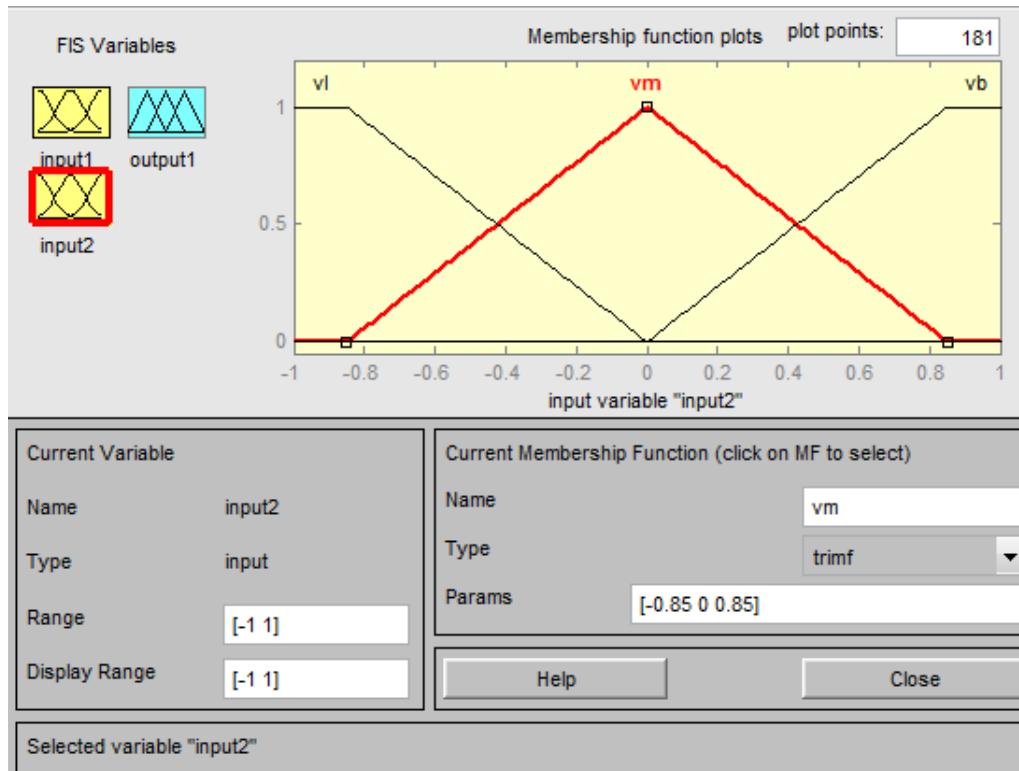 FIS Variables
Membership function plots
plot points:
181
input1
output1
input2
vl
vm
vb
1
0.5
0
-1 -0.8 -0.6 -0.4 -0.2 0 0.2 0.4 0.6 0.8 1
input variable "input2"
Current Variable
Name input2
Type input
Range [-1 1]
Display Range [-1 1]
Current Membership Function (click on MF to select)
Name vm
Type trimf
Params [-0.85 0 0.85]
Help
Close
Selected variable "input2"